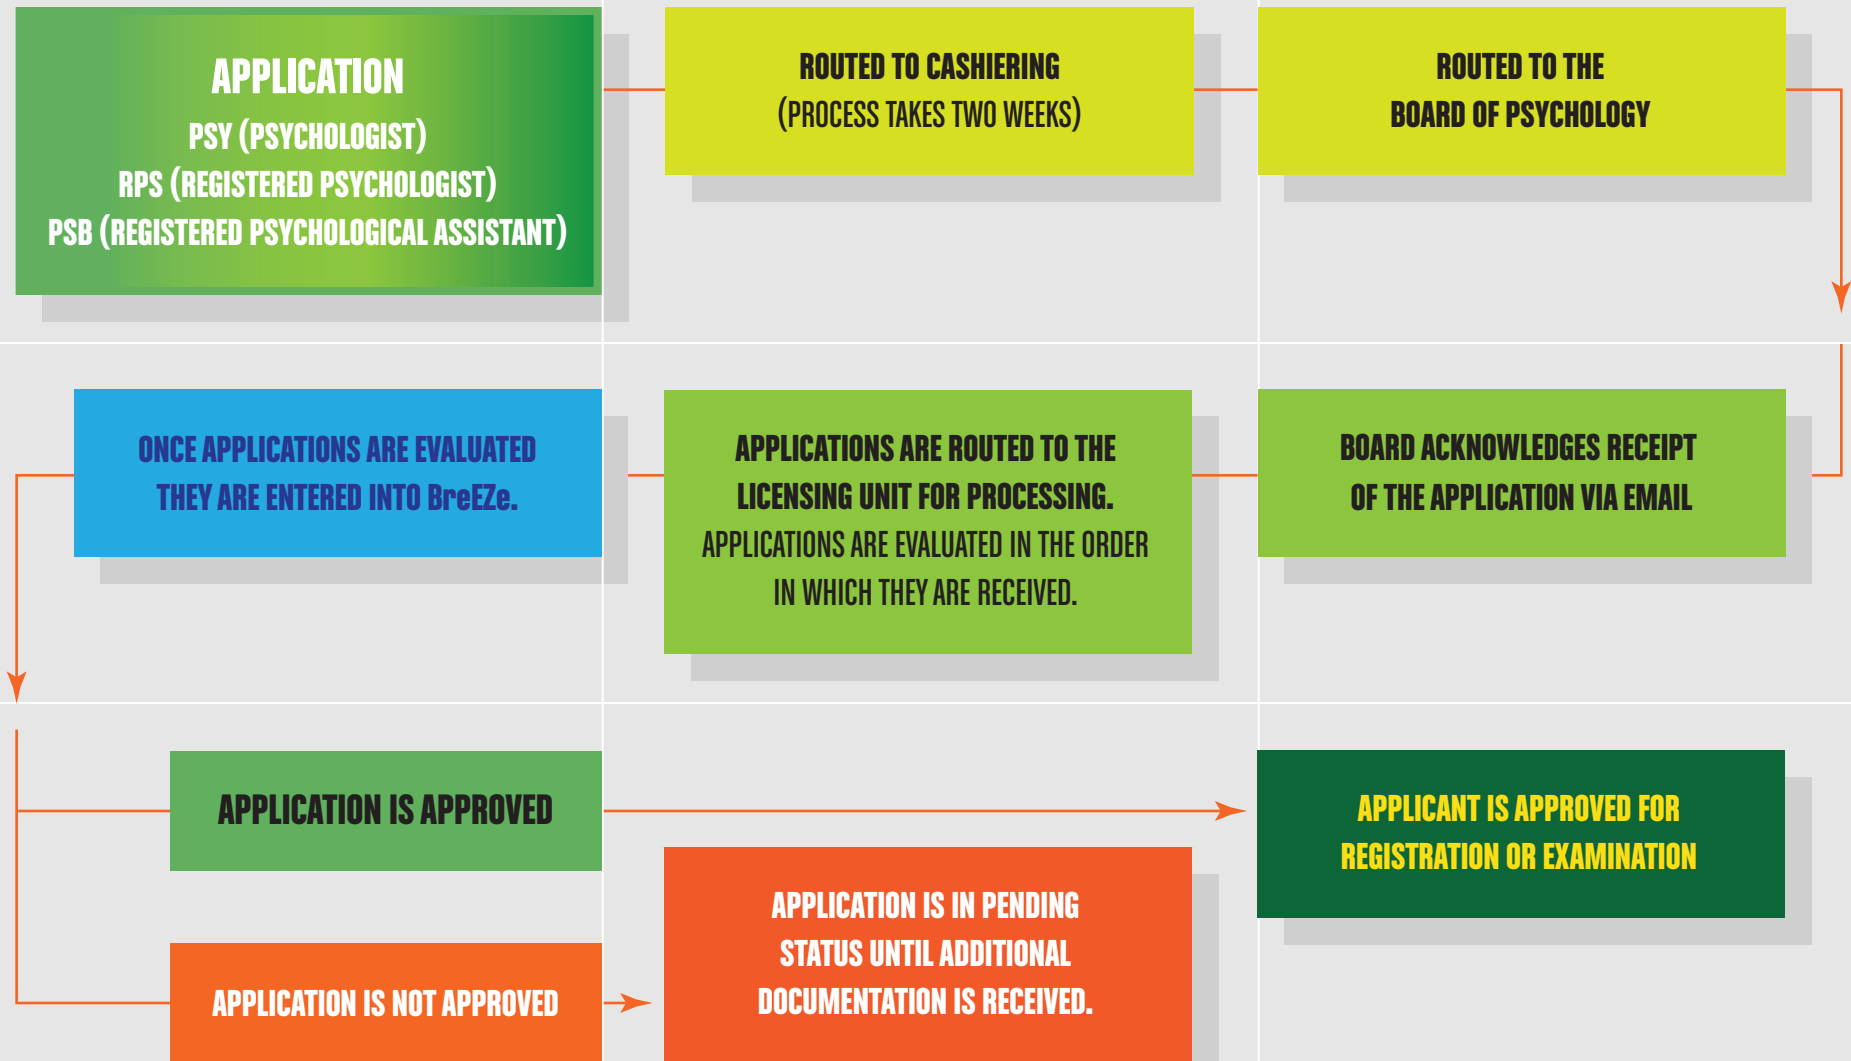 APPLICATION
PSY (PSYCHOLOGIST)
RPS (REGISTERED PSYCHOLOGIST)
PSB (REGISTERED PSYCHOLOGICAL ASSISTANT)
ROUTED TO CASHIERING
(PROCESS TAKES TWO WEEKS)
ROUTED TO THE
BOARD OF PSYCHOLOGY
BOARD ACKNOWLEDGES RECEIPT
OF THE APPLICATION VIA EMAIL
APPLICATIONS ARE ROUTED TO THE
LICENSING UNIT FOR PROCESSING.
APPLICATIONS ARE EVALUATED IN THE ORDER
IN WHICH THEY ARE RECEIVED.
ONCE APPLICATIONS ARE EVALUATED
THEY ARE ENTERED INTO BreEZe.
APPLICATION IS APPROVED
APPLICANT IS APPROVED FOR
REGISTRATION OR EXAMINATION
APPLICATION IS NOT APPROVED
APPLICATION IS IN PENDING
STATUS UNTIL ADDITIONAL
DOCUMENTATION IS RECEIVED.